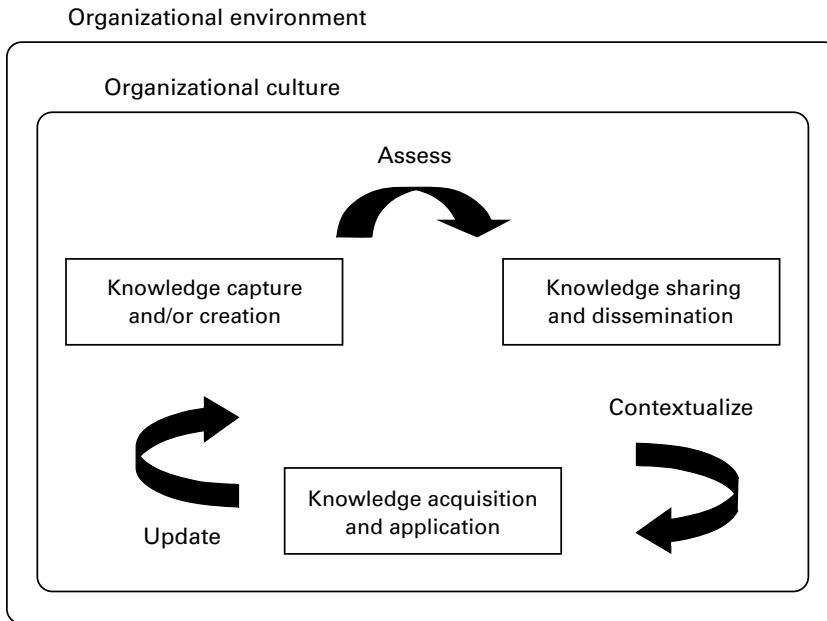 Organizational environment
Organizational culture
Assess
Knowledge capture
and/or creation
Knowledge sharing
and dissemination
Contextualize
Knowledge acquisition
and application
Update